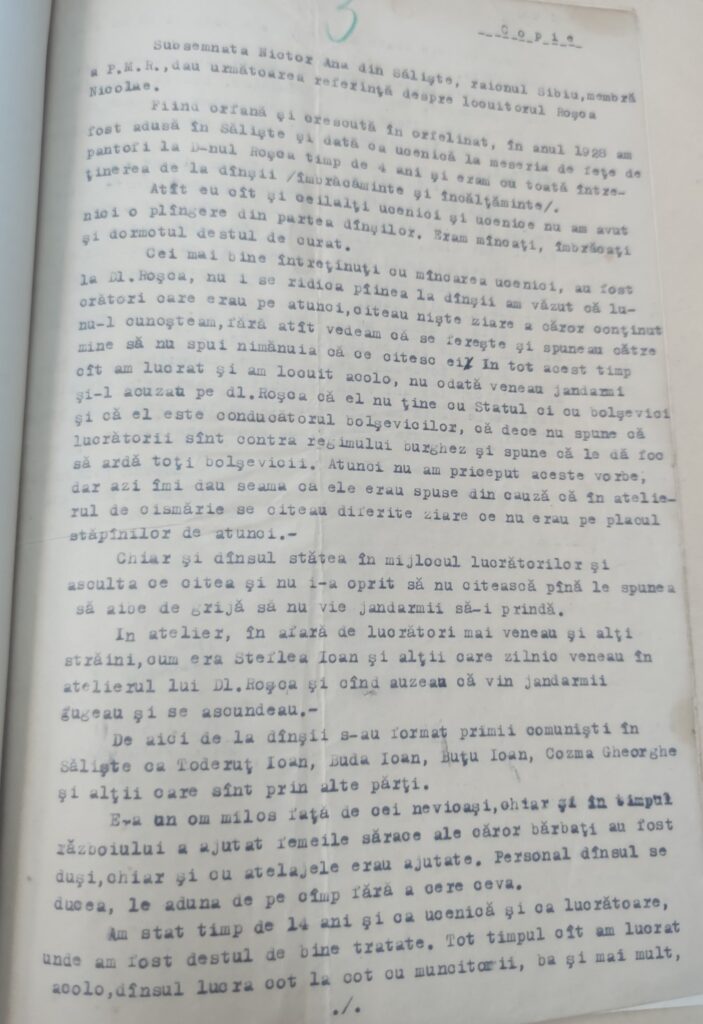 3
Copie
Subsemnata Nictor Ana din Săliște, raionul Sibiu,membră
a P.M.R.,dau următoarea referință despre locuitorul Roșca
Nicolae.
Fiind orfană și crescută în orfelinat, în anul 1928 am
fost adusă în Săliște și dată ca ucenică la meseria de fețe de
pantofi la D-nul Roșca timp de 4 ani și eram cu toată între-
ținerea de la dînșii /îmbrăcăminte și încălțăminte/.
Atît eu cît și ceilalți ucenici și ucenice nu am avut
nici o plîngere din partea dînșilor. Eram mîncați, îmbrăcați
și dormotul destul de curat.
Cei mai bine întreținuți cu mîncarea ucenici, au fost
la Dl.Roșca, nu i se ridica pîinea la dînșii am văzut că lu-
crători care erau pe atunci,citeau niște ziare a căror conținut
nu-l cunoșteam,fără atît vedeam că se ferește și spuneau către
mine să nu spui nimănuia că ce citesc ei. In tot acest timp
cît am lucrat și am locuit acolo, nu odată veneau jandarmi
și-l acuzau pe dl.Roșca că el nu ține cu Statul ci cu bolșevici
și că el este conducătorul bolșevicilor, că dece nu spune că
lucrătorii sînt contra regimului burghez și spune că le dă foc
să ardă toți bolșevicii. Atunci nu am priceput aceste vorbe,
dar azi îmi dau seama că ele erau spuse din cauză că în atelie-
rul de cismărie se citeau diferite ziare ce nu erau pe placul
stăpînilor de atunci.-
Chiar și dînsul stătea în mijlocul lucrătorilor și
asculta ce citea și nu i-a oprit să nu citească pînă le spunea
să aibe de grijă să nu vie jandarmii să-i prindă.
In atelier, în afară de lucrători mai veneau și alți
străini,cum era Steflea Ioan și alții care zilnic veneau în
atelierul lui Dl.Roșca și cînd auzeau că vin jandarmii
gugeau și se ascundeau.-
De aici de la dînșii s-au format primii comuniști în
Săliște ca Toderuț Ioan, Buda Ioan, Buțu Ioan, Cozma Gheorghe
și alții care sînt prin alte părți.
Era un om milos față de cei nevioași,chiar și în timpul
războiului a ajutat femeile sărace ale căror bărbați au fost
duși,chiar și cu atelajele erau ajutate. Personal dînsul se
ducea, le aduna de pe cîmp fără a cere ceva.
Am stat timp de 14 ani și ca ucenică și ca lucrătoare,
unde am fost destul de bine tratate. Tot timpul cît am lucrat
acolo,dînsul lucra cot la cot cu muncitorii, ba și mai mult,
./.